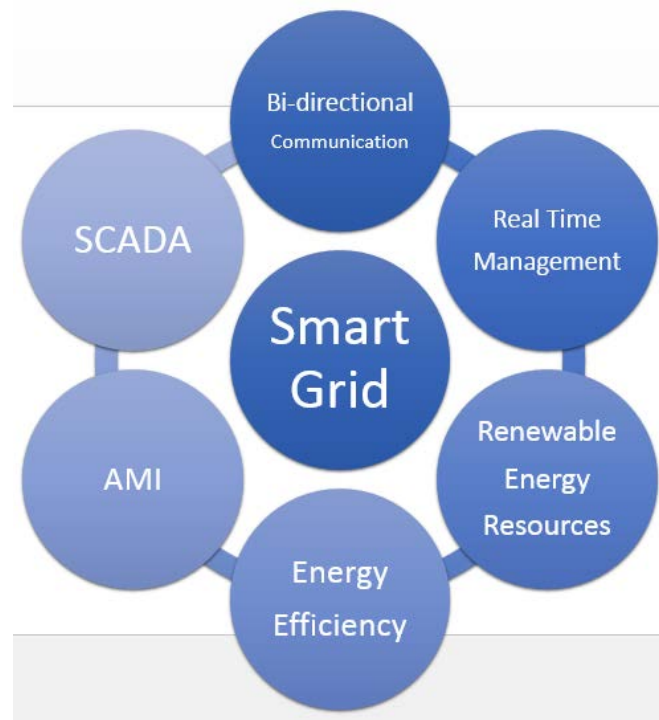 Bi-directional
Communication
Real Time
Management
Renewable
Energy
Resources
Energy
Efficiency
AMI
SCADA
Smart
Grid